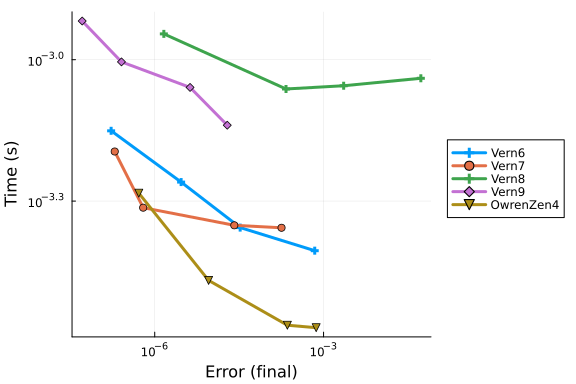 Time (s)
10^-3.0
10^-3.3
10^-6
10^-3
Error (final)
Vern6
Vern7
Vern8
Vern9
OwrenZen4